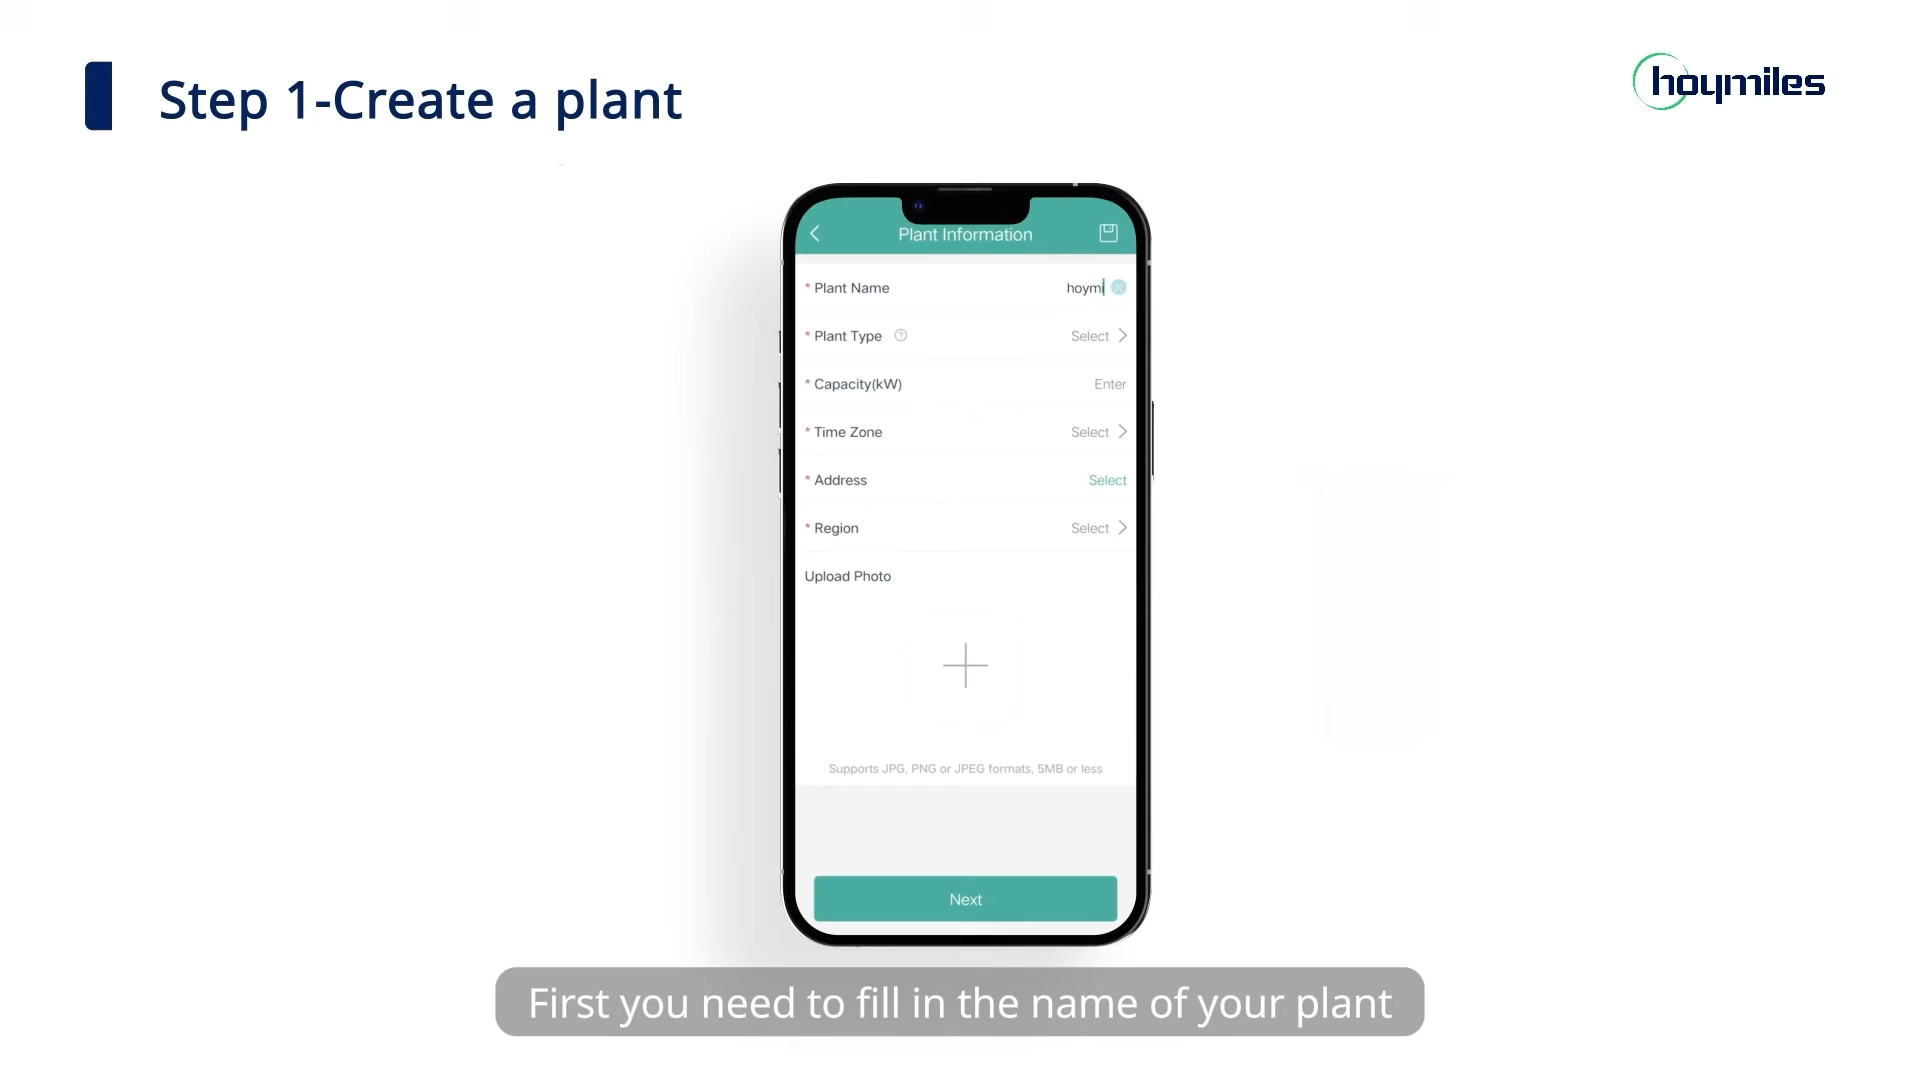 Step 1-Create a plant
hoymiles
Plant Information
* Plant Name hoymi
* Plant Type Select
* Capacity(kW) Enter
* Time Zone Select
* Address Select
* Region Select
Upload Photo
Supports JPG, PNG or JPEG formats, 5MB or less
Next
First you need to fill in the name of your plant